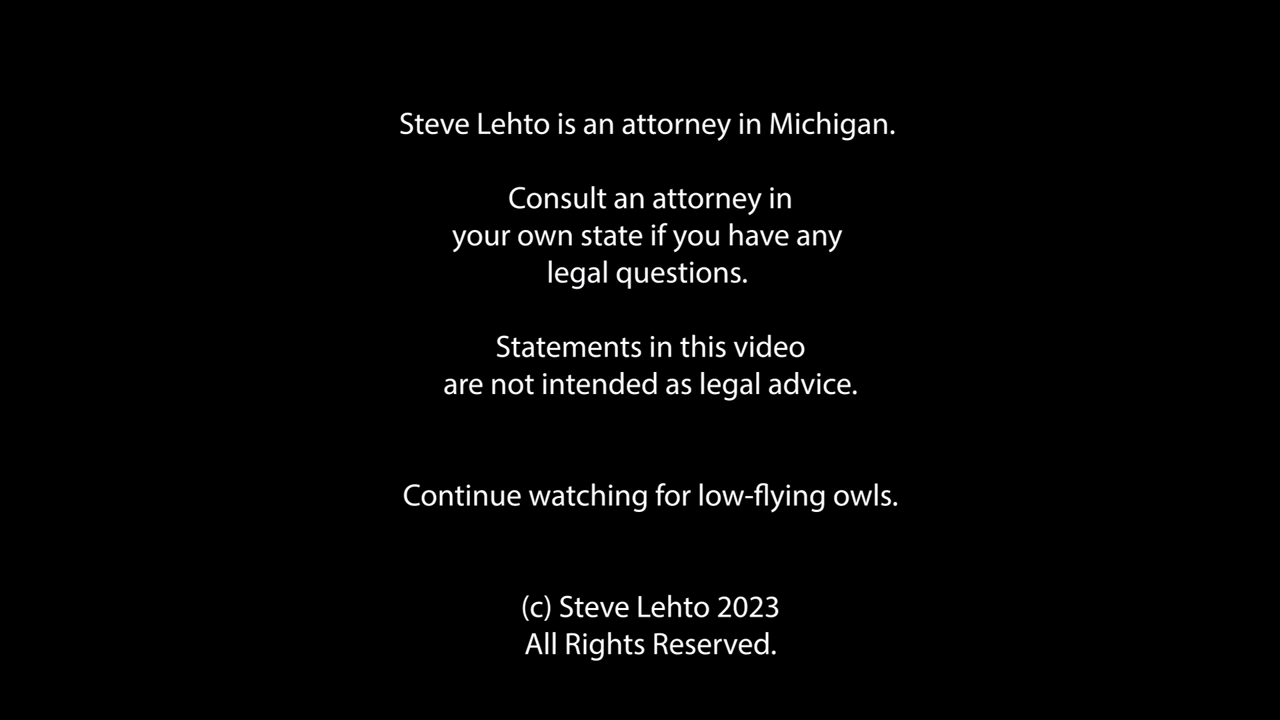 Steve Lehto is an attorney in Michigan.
Consult an attorney in
your own state if you have any
legal questions.
Statements in this video
are not intended as legal advice.
Continue watching for low-flying owls.
(c) Steve Lehto 2023
All Rights Reserved.